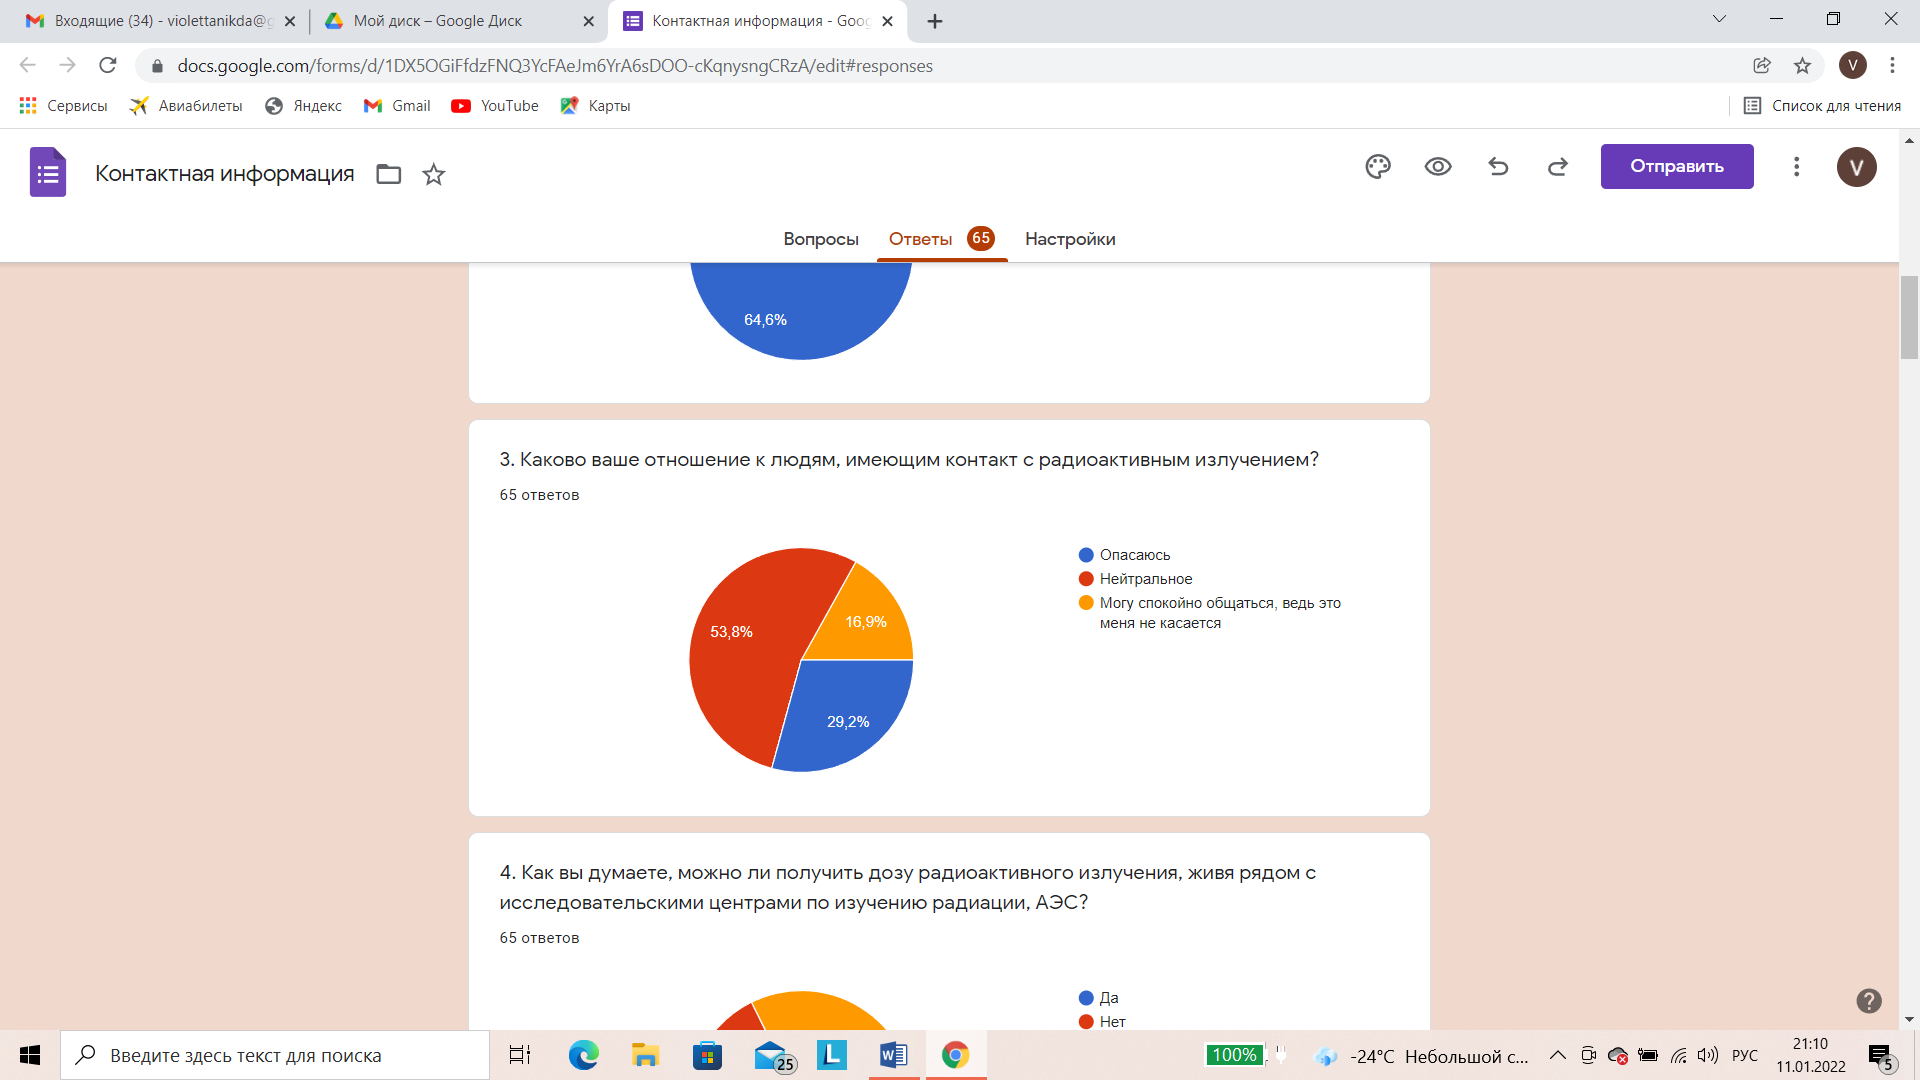 Входящие (34) - violettanikda@g
Мой диск – Google Диск
Контактная информация - Goog
docs.google.com/forms/d/1DX5OGiFfdzFNQ3YcFAeJm6YrA6sDOO-cKqnysngCRzA/edit#responses
V
Сервисы
Авиабилеты
Яндекс
Gmail
YouTube
Карты
Список для чтения
Контактная информация
Отправить
V
Вопросы
Ответы 65
Настройки
64,6%
3. Каково ваше отношение к людям, имеющим контакт с радиоактивным излучением?
65 ответов
Опасаюсь
Нейтральное
Могу спокойно общаться, ведь это
меня не касается
53,8%
16,9%
29,2%
4. Как вы думаете, можно ли получить дозу радиоактивного излучения, живя рядом с
исследовательскими центрами по изучению радиации, АЭС?
65 ответов
Да
Нет
Введите здесь текст для поиска
25
L
W
100%
-24°C Небольшой с...
РУС
21:10
11.01.2022
5